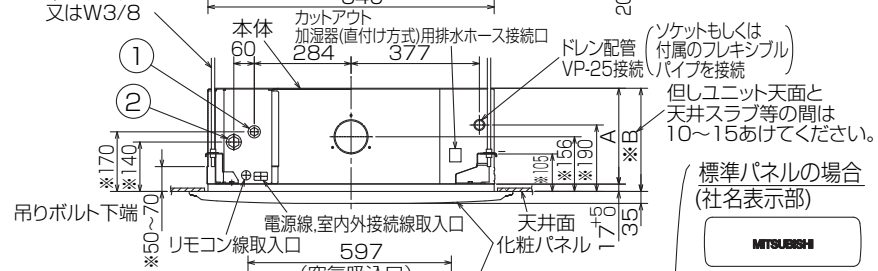 又はW3/8
本体
カットアウト
加湿器(直付け方式)用排水ホース接続口
ドレン配管
VP-25接続
ソケットもしくは
付属のフレキシブル
パイプを接続
60
284
377
①
②
但しユニット天面と
天井スラブ等の間は
10～15あけてください。
※170
※140
※105
※156
※190
A
※B
標準パネルの場合
(社名表示部)
MITSUBISHI
吊りボルト下端
※50～70
リモコン線取入口
電源線,室内外接続線取入口
天井面
化粧パネル
17 +5 0
35
597